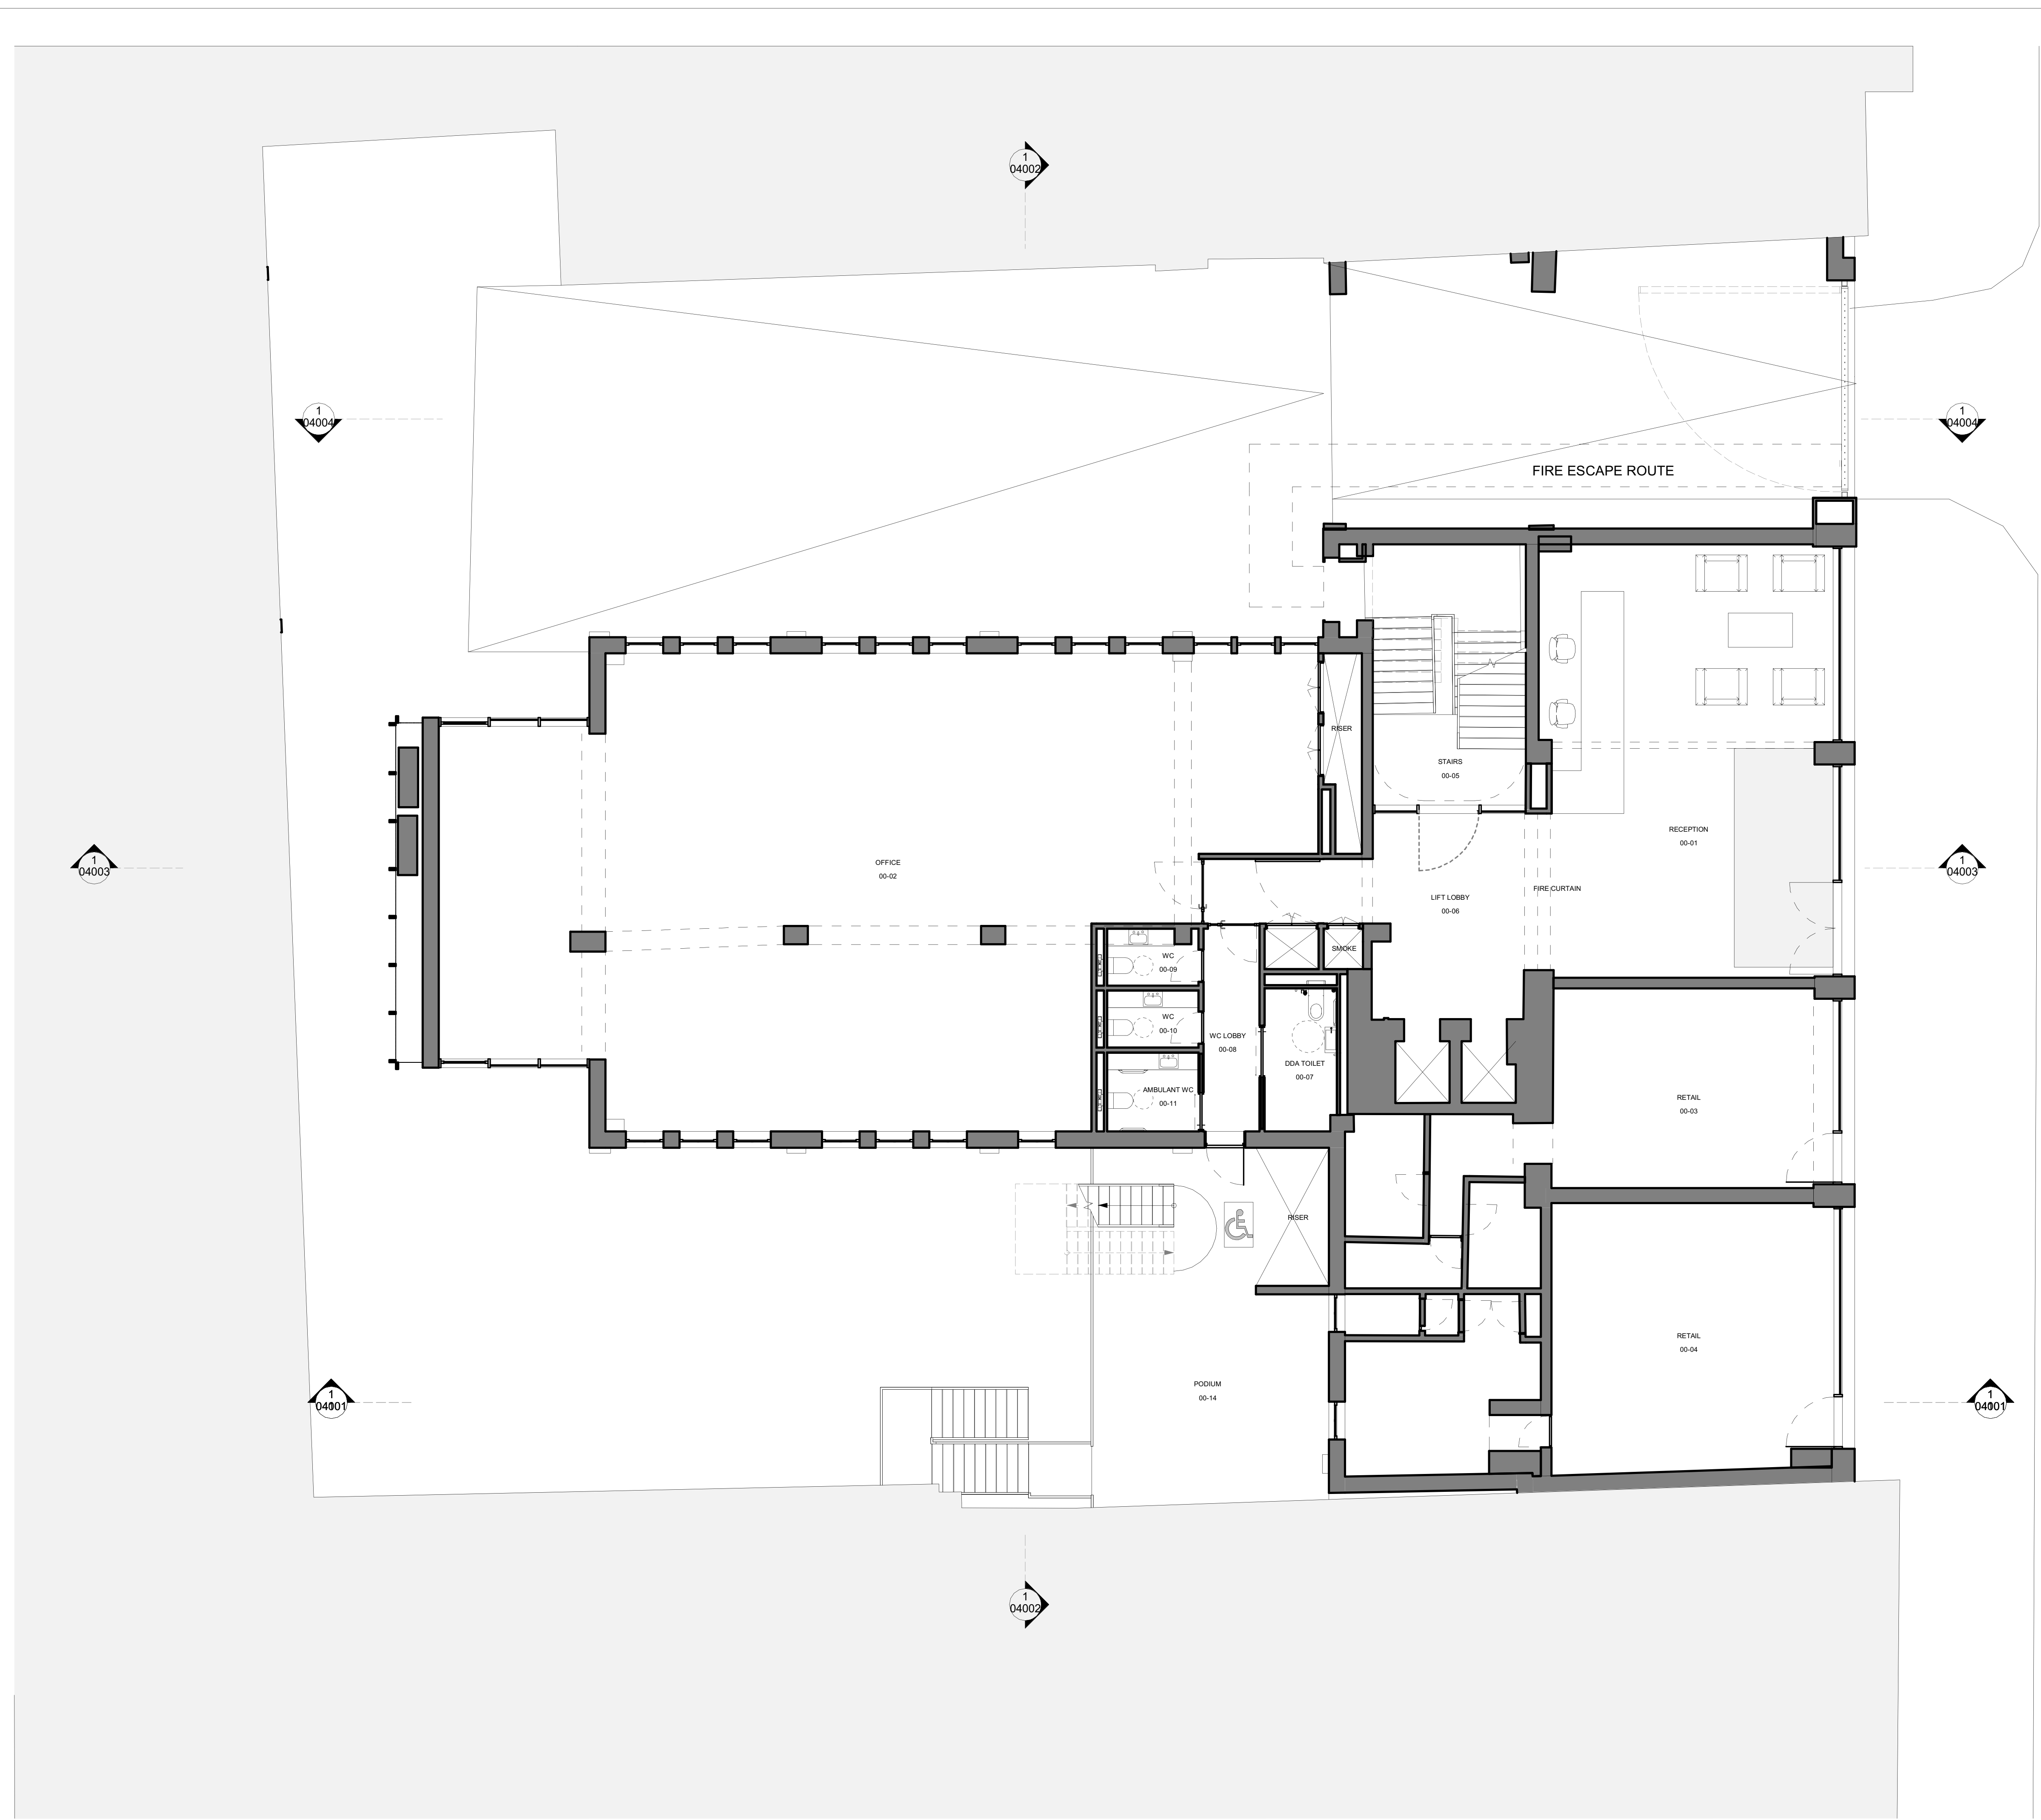 1
04002
1
04004
1
04004
FIRE ESCAPE ROUTE
RISER
STAIRS
00-05
RECEPTION
00-01
OFFICE
00-02
1
04003
1
04003
FIRE CURTAIN
LIFT LOBBY
00-06
SMOKE
WC
00-09
WC
00-10
WC LOBBY
00-08
DDA TOILET
00-07
AMBULANT WC
00-11
RETAIL
00-03
RISER
RETAIL
00-04
PODIUM
00-14
1
1
1
04002